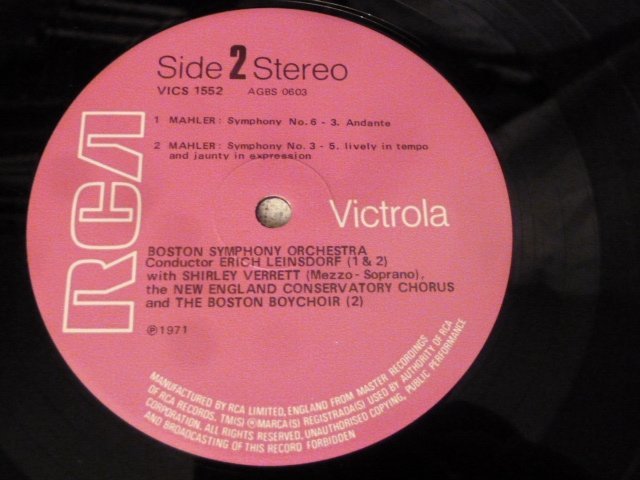 Side 2 Stereo
VICS 1552 AGBS 0603
1 MAHLER: Symphony No. 6 - 3. Andante
2 MAHLER: Symphony No. 3 - 5. lively in tempo
and jaunty in expression
RCA
Victrola
BOSTON SYMPHONY ORCHESTRA
Conductor ERICH LEINSDORF (1 & 2)
with SHIRLEY VERRETT (Mezzo-Soprano),
the NEW ENGLAND CONSERVATORY CHORUS
and THE BOSTON BOYCHOIR (2)
℗1971
MANUFACTURED BY RCA LIMITED, ENGLAND FROM MASTER RECORDINGS
OF RCA RECORDS. TM(S) ® MARCA(S) REGISTRADA(S) USED BY AUTHORITY OF RCA
CORPORATION. ALL RIGHTS RESERVED. UNAUTHORISED COPYING, PUBLIC PERFORMANCE
AND BROADCASTING OF THIS RECORD FORBIDDEN